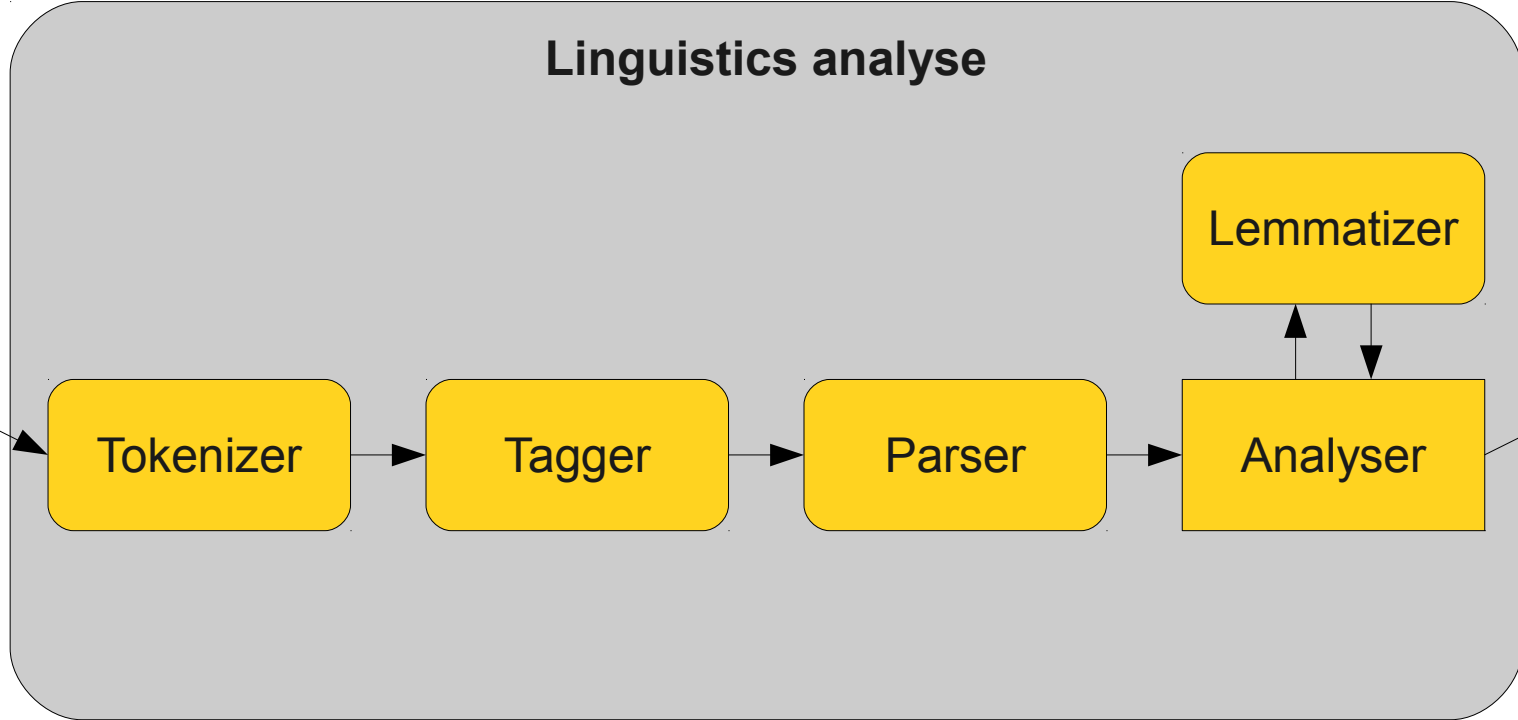 Linguistics analyse
Lemmatizer
Tokenizer
Tagger
Parser
Analyser